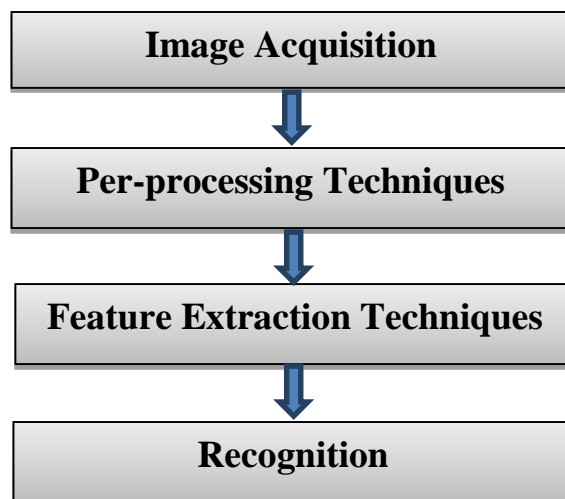 Image Acquisition
Per-processing Techniques
Feature Extraction Techniques
Recognition